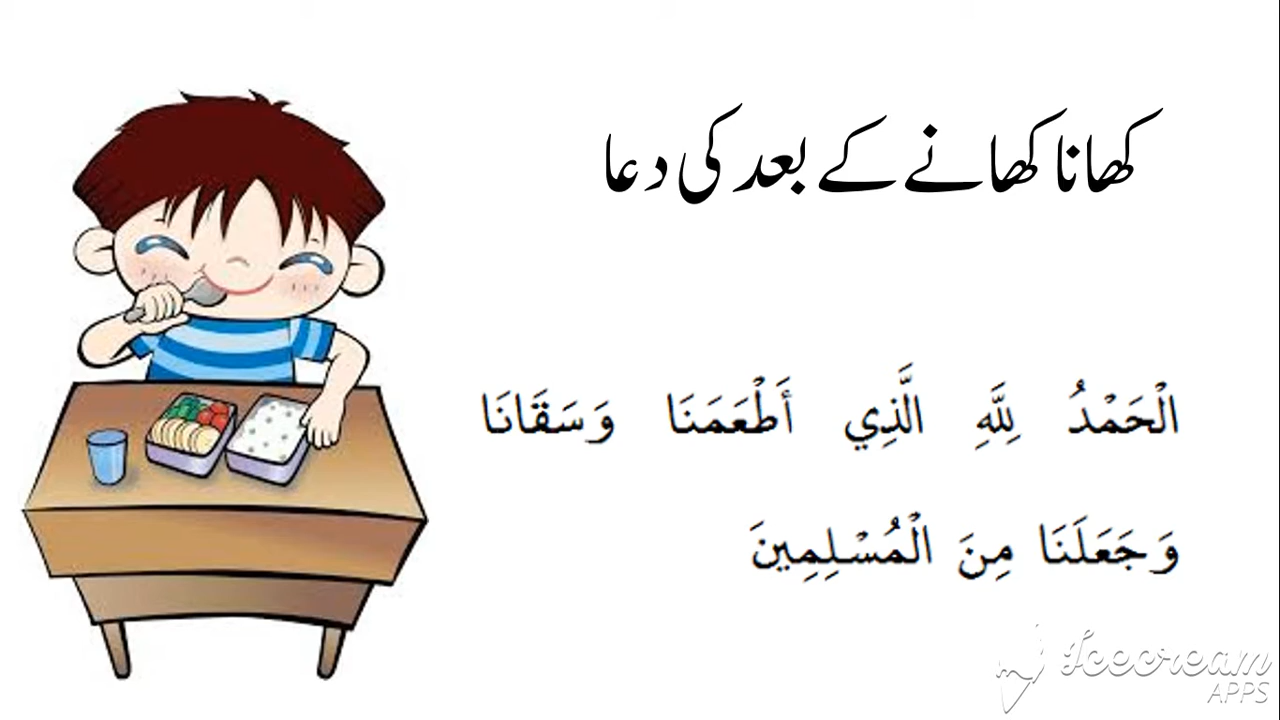 کھانا کھانے کے بعد کی دعا
الْحَمْدُ لِلَّهِ الَّذِي أَطْعَمَنَا وَسَقَانَا
وَجَعَلَنَا مِنَ الْمُسْلِمِينَ
Icecream
APPS